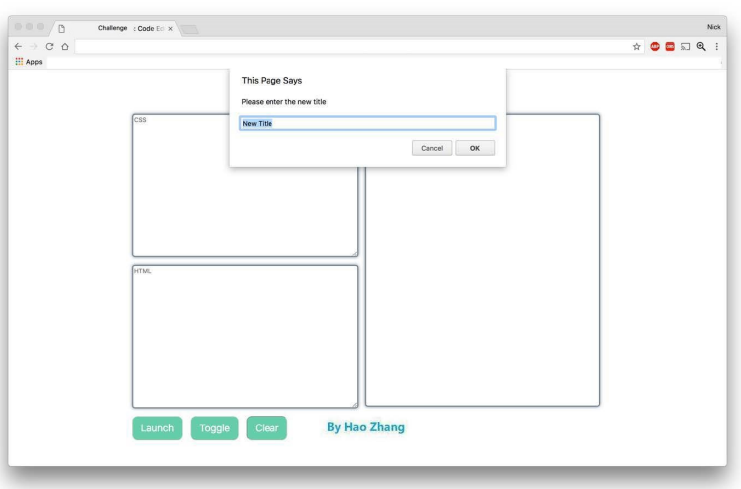 Challenge : Code Ed
Nick
Apps
This Page Says
Please enter the new title
New Title
Cancel
OK
CSS
HTML
Launch
Toggle
Clear
By Hao Zhang